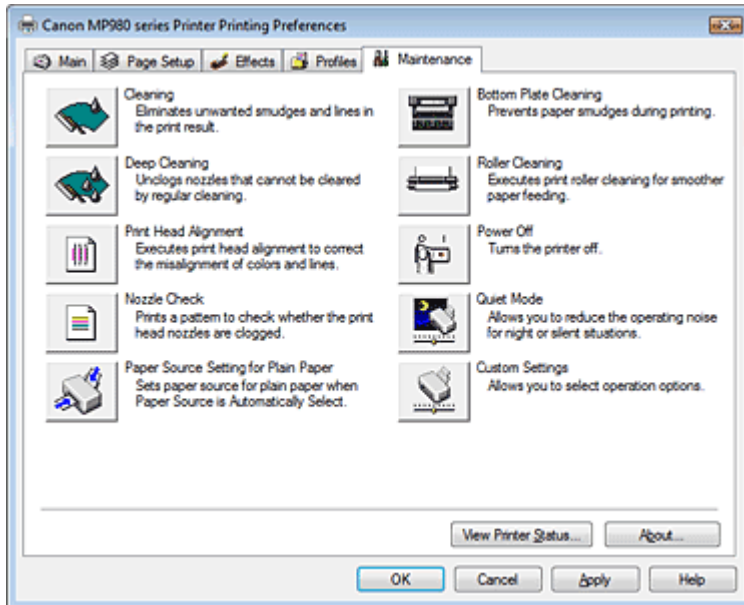 Canon MP980 series Printer Printing Preferences
Main
Page Setup
Effects
Profiles
Maintenance
Cleaning
Eliminates unwanted smudges and lines in
the print result.
Deep Cleaning
Unclogs nozzles that cannot be cleared
by regular cleaning.
Print Head Alignment
Executes print head alignment to correct
the misalignment of colors and lines.
Nozzle Check
Prints a pattern to check whether the print
head nozzles are clogged.
Paper Source Setting for Plain Paper
Sets paper source for plain paper when
Paper Source is Automatically Select.
Bottom Plate Cleaning
Prevents paper smudges during printing.
Roller Cleaning
Executes print roller cleaning for smoother
paper feeding.
Power Off
Turns the printer off.
Quiet Mode
Allows you to reduce the operating noise
for night or silent situations.
Custom Settings
Allows you to select operation options.
View Printer Status...
About...
OK
Cancel
Apply
Help